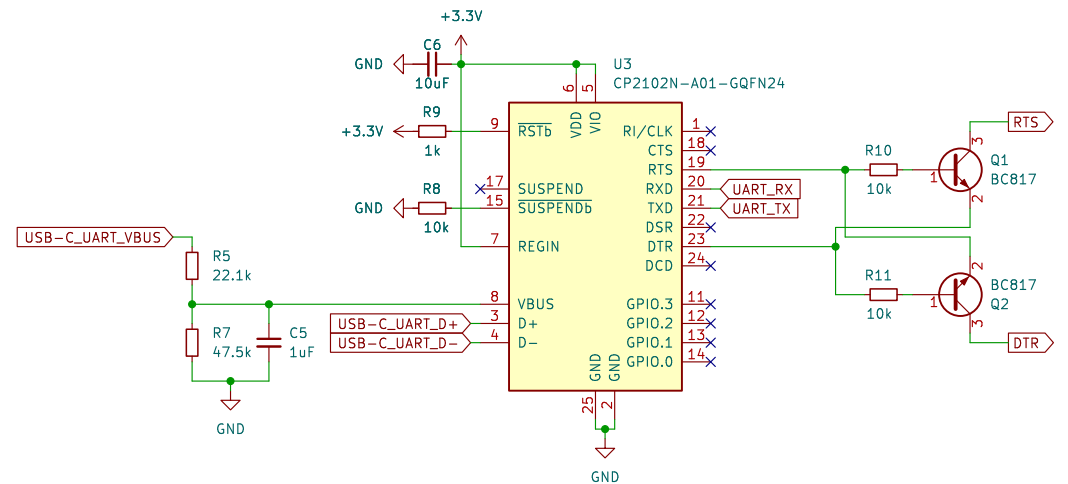 +3.3V
C6
GND
10uF
U3
CP2102N-A01-GQFN24
6
5
R9
+3.3V
1k
9
RSTb
VDD
VIO
RI/CLK
1
CTS
18
RTS
19
RXD
20
UART_RX
TXD
21
UART_TX
DSR
22
DTR
23
DCD
24
17
SUSPEND
R8
GND
10k
15
SUSPENDb
7
REGIN
RTS
R10
10k
3
1
2
Q1
BC817
USB-C_UART_VBUS
R5
22.1k
8
VBUS
USB-C_UART_D+
3
D+
USB-C_UART_D-
4
D-
R7
47.5k
C5
1uF
GND
GPIO.3
11
GPIO.2
12
GPIO.1
13
GPIO.0
14
GND
GND
25
2
GND
R11
10k
2
1
3
BC817
Q2
DTR